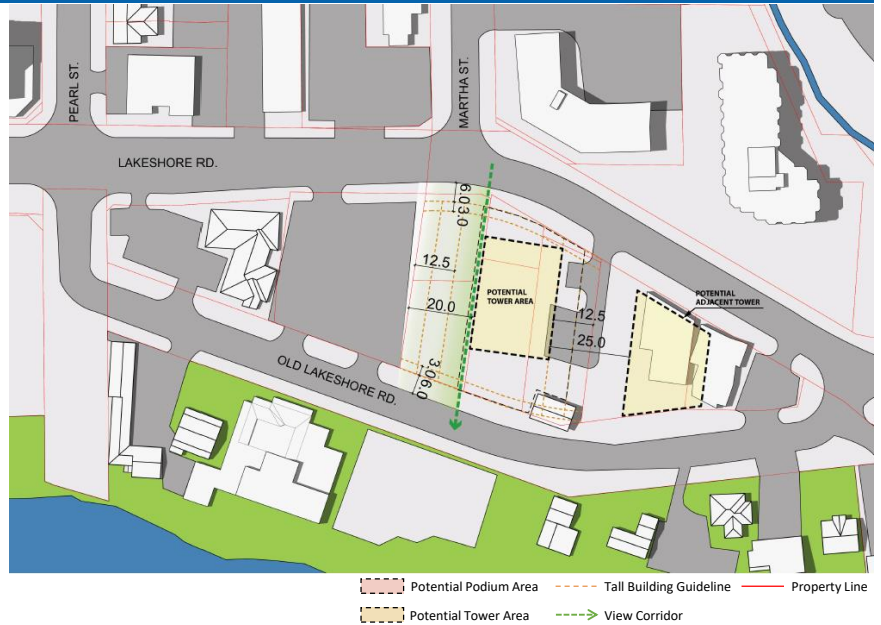 PEARL ST.
MARTHA ST.
LAKESHORE RD.
6.0
3.0
12.5
20.0
POTENTIAL
TOWER AREA
POTENTIAL
ADJACENT TOWER
12.5
25.0
3.0
6.0
OLD LAKESHORE RD.
Potential Podium Area
Tall Building Guideline
Property Line
Potential Tower Area
View Corridor